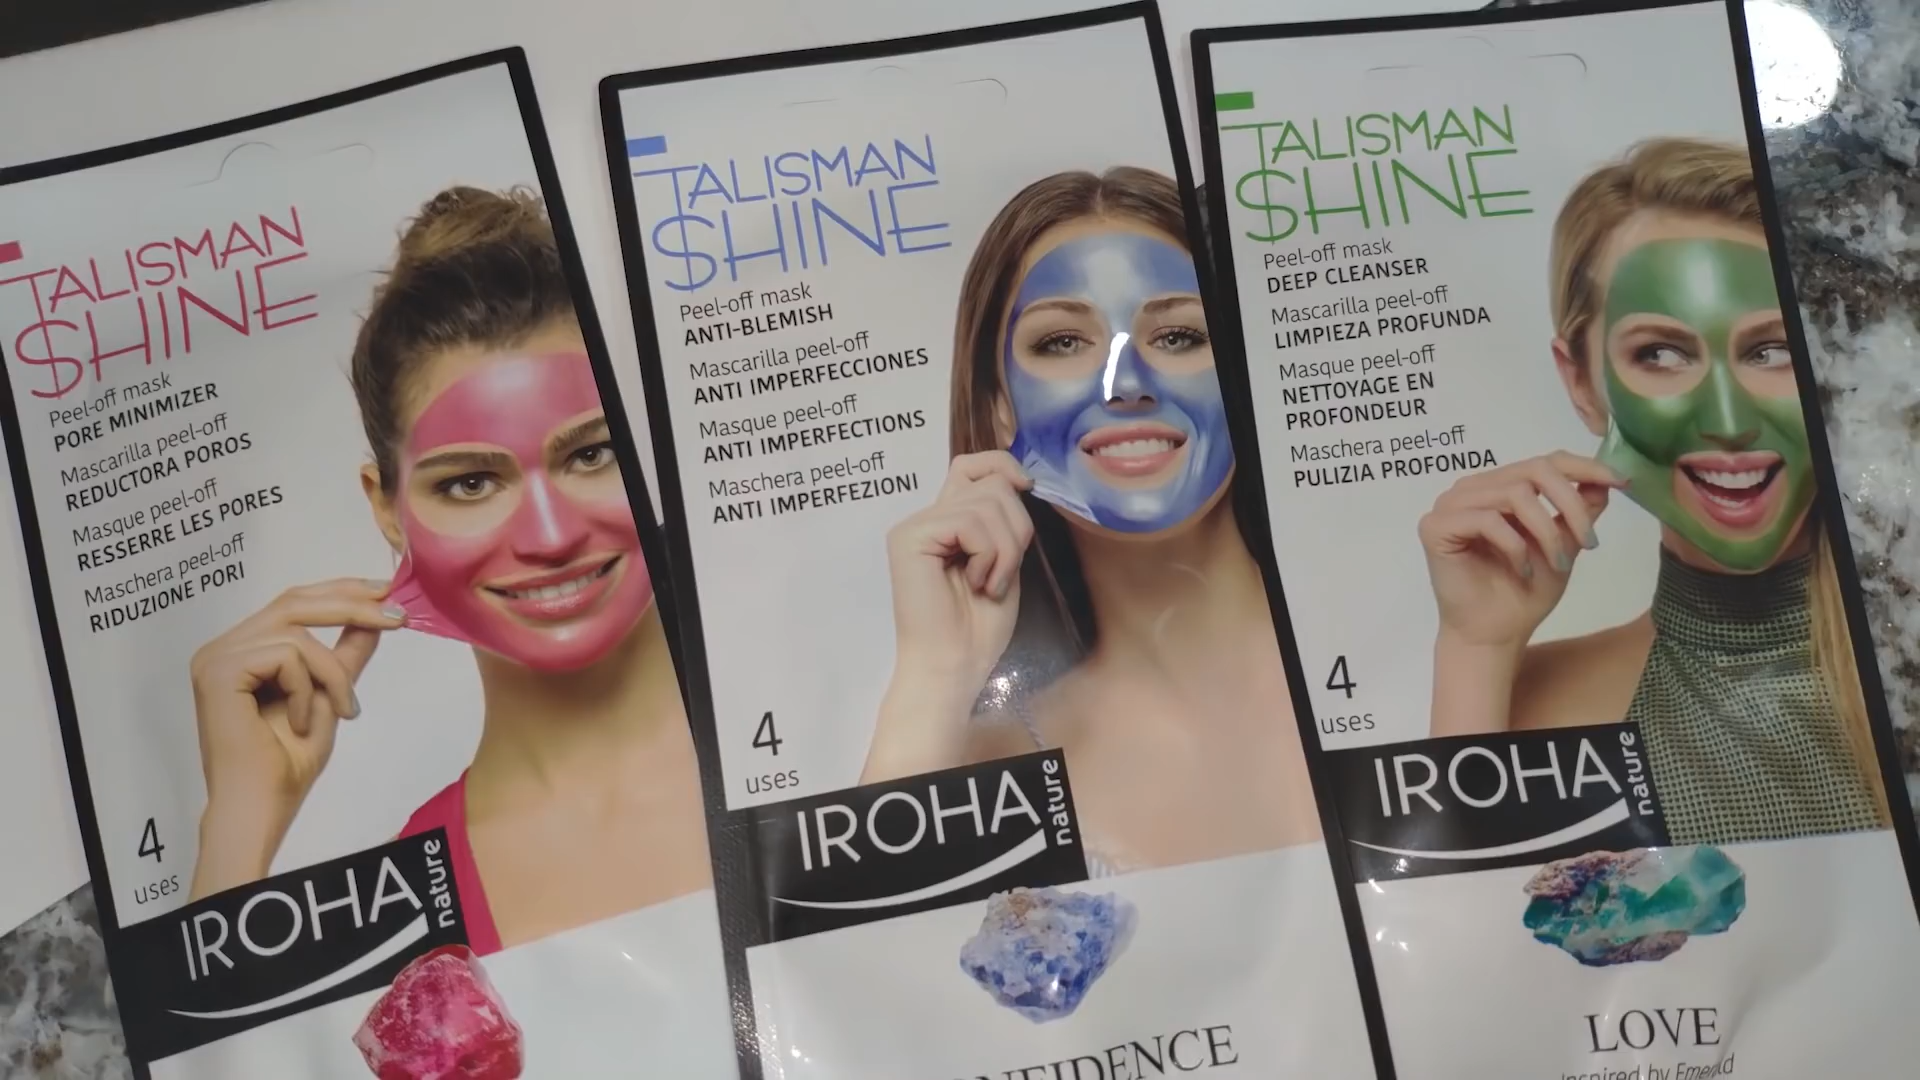 TALISMAN
SHINE
Peel-off mask
PORE MINIMIZER
Mascarilla peel-off
REDUCTORA POROS
Masque peel-off
RESSERRE LES PORES
Maschera peel-off
RIDUZIONE PORI
4
uses
IROHA
nature
TALISMAN
SHINE
Peel-off mask
ANTI-BLEMISH
Mascarilla peel-off
ANTI IMPERFECCIONES
Masque peel-off
ANTI IMPERFECTIONS
Maschera peel-off
ANTI IMPERFEZIONI
4
uses
IROHA
nature
TALISMAN
SHINE
Peel-off mask
DEEP CLEANSER
Mascarilla peel-off
LIMPIEZA PROFUNDA
Masque peel-off
NETTOYAGE EN
PROFONDEUR
Maschera peel-off
PULIZIA PROFONDA
4
uses
IROHA
nature
LOVE
Inspired by Emerald